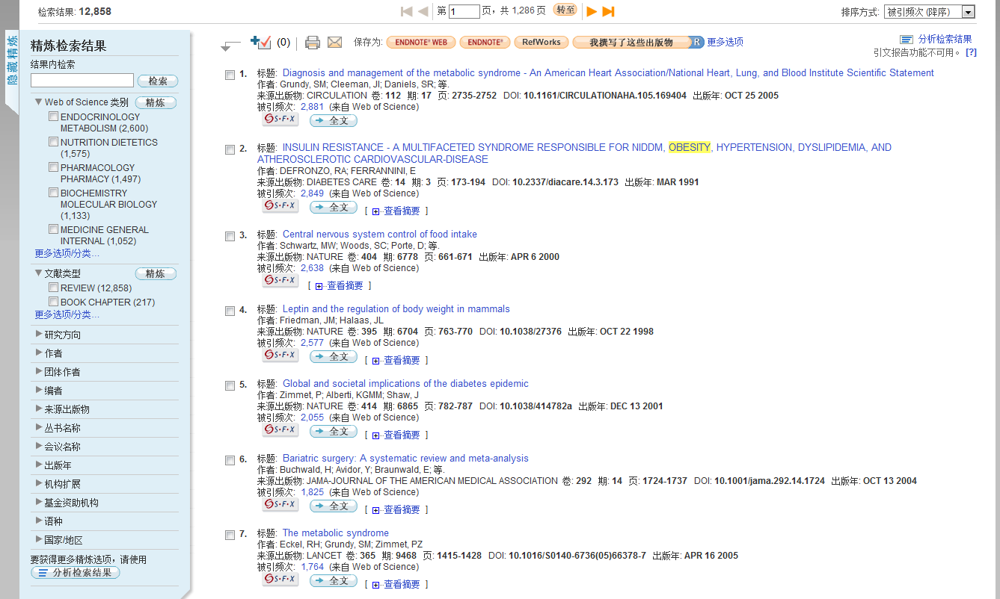 检索结果: 12,858
第 1 页，共 1,286 页 转至
排序方式: 被引频次 (降序)
隐藏精炼
精炼检索结果
结果内检索
检索
Web of Science 类别 精炼
ENDOCRINOLOGY
METABOLISM (2,600)
NUTRITION DIETETICS
(1,575)
PHARMACOLOGY
PHARMACY (1,497)
BIOCHEMISTRY
MOLECULAR BIOLOGY
(1,133)
MEDICINE GENERAL
INTERNAL (1,052)
更多选项/分类...
文献类型 精炼
REVIEW (12,858)
BOOK CHAPTER (217)
更多选项/分类...
研究方向
作者
团体作者
编者
来源出版物
丛书名称
会议名称
出版年
机构扩展
基金资助机构
语种
国家/地区
要获得更多精炼选项，请使用
分析检索结果
(0) 保存为: ENDNOTE® WEB ENDNOTE® RefWorks 我撰写了这些出版物 R 更多选项
分析检索结果
引文报告功能不可用。 [?]
1. 标题: Diagnosis and management of the metabolic syndrome - An American Heart Association/National Heart, Lung, and Blood Institute Scientific Statement
作者: Grundy, SM; Cleeman, JI; Daniels, SR; 等.
来源出版物: CIRCULATION 卷: 112 期: 17 页: 2735-2752 DOI: 10.1161/CIRCULATIONAHA.105.169404 出版年: OCT 25 2005
被引频次: 2,881 (来自 Web of Science)
S·F·X 全文
2. 标题: INSULIN RESISTANCE - A MULTIFACETED SYNDROME RESPONSIBLE FOR NIDDM, OBESITY, HYPERTENSION, DYSLIPIDEMIA, AND
ATHEROSCLEROTIC CARDIOVASCULAR-DISEASE
作者: DEFRONZO, RA; FERRANNINI, E
来源出版物: DIABETES CARE 卷: 14 期: 3 页: 173-194 DOI: 10.2337/diacare.14.3.173 出版年: MAR 1991
被引频次: 2,849 (来自 Web of Science)
S·F·X 全文 [ 查看摘要 ]
3. 标题: Central nervous system control of food intake
作者: Schwartz, MW; Woods, SC; Porte, D; 等.
来源出版物: NATURE 卷: 404 期: 6778 页: 661-671 出版年: APR 6 2000
被引频次: 2,638 (来自 Web of Science)
S·F·X [ 查看摘要 ]
4. 标题: Leptin and the regulation of body weight in mammals
作者: Friedman, JM; Halaas, JL
来源出版物: NATURE 卷: 395 期: 6704 页: 763-770 DOI: 10.1038/27376 出版年: OCT 22 1998
被引频次: 2,577 (来自 Web of Science)
S·F·X 全文 [ 查看摘要 ]
5. 标题: Global and societal implications of the diabetes epidemic
作者: Zimmet, P; Alberti, KGMM; Shaw, J
来源出版物: NATURE 卷: 414 期: 6865 页: 782-787 DOI: 10.1038/414782a 出版年: DEC 13 2001
被引频次: 2,055 (来自 Web of Science)
S·F·X 全文 [ 查看摘要 ]
6. 标题: Bariatric surgery: A systematic review and meta-analysis
作者: Buchwald, H; Avidor, Y; Braunwald, E; 等.
来源出版物: JAMA-JOURNAL OF THE AMERICAN MEDICAL ASSOCIATION 卷: 292 期: 14 页: 1724-1737 DOI: 10.1001/jama.292.14.1724 出版年: OCT 13 2004
被引频次: 1,825 (来自 Web of Science)
S·F·X 全文 [ 查看摘要 ]
7. 标题: The metabolic syndrome
作者: Eckel, RH; Grundy, SM; Zimmet, PZ
来源出版物: LANCET 卷: 365 期: 9468 页: 1415-1428 DOI: 10.1016/S0140-6736(05)66378-7 出版年: APR 16 2005
被引频次: 1,764 (来自 Web of Science)
S·F·X 全文 [ 查看摘要 ]